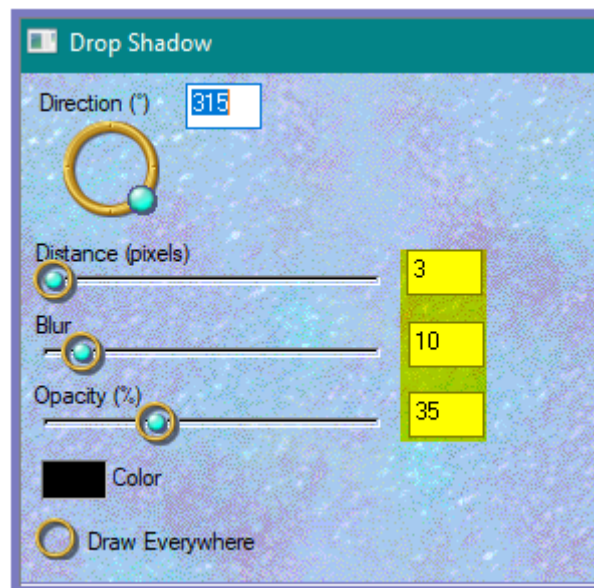 Drop Shadow
Direction (°) 315
Distance (pixels)
3
Blur
10
Opacity (%)
35
Color
Draw Everywhere